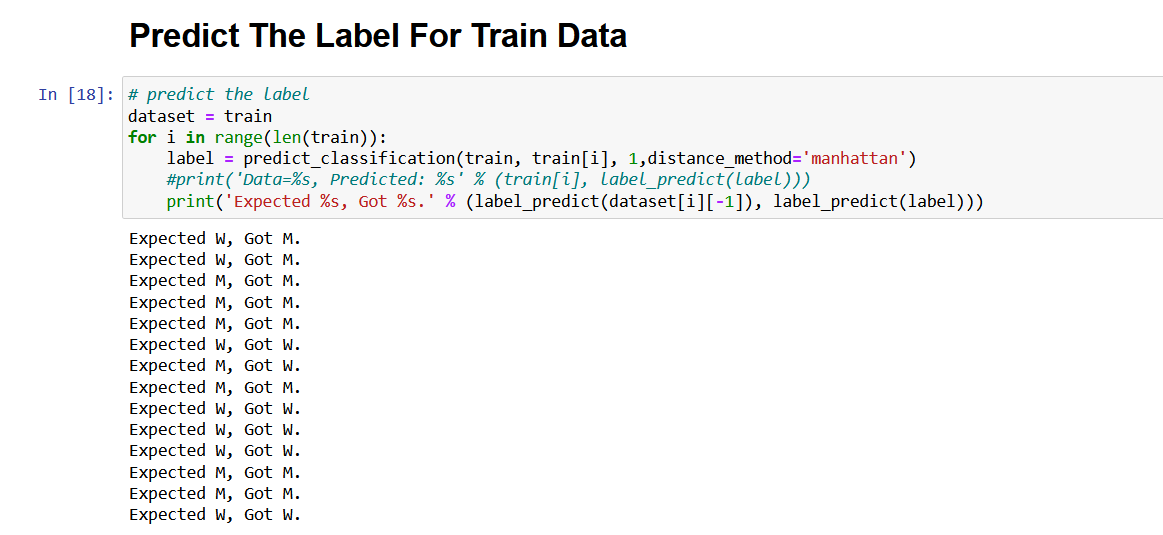 Predict The Label For Train Data
In [18]:
# predict the label
dataset = train
for i in range(len(train)):
    label = predict_classification(train, train[i], 1,distance_method='manhattan')
    #print('Data=%s, Predicted: %s' % (train[i], label_predict(label)))
    print('Expected %s, Got %s.' % (label_predict(dataset[i][-1]), label_predict(label)))
Expected W, Got M.
Expected W, Got M.
Expected M, Got M.
Expected M, Got M.
Expected M, Got M.
Expected W, Got W.
Expected M, Got W.
Expected M, Got M.
Expected W, Got W.
Expected W, Got W.
Expected W, Got W.
Expected M, Got M.
Expected M, Got M.
Expected W, Got W.